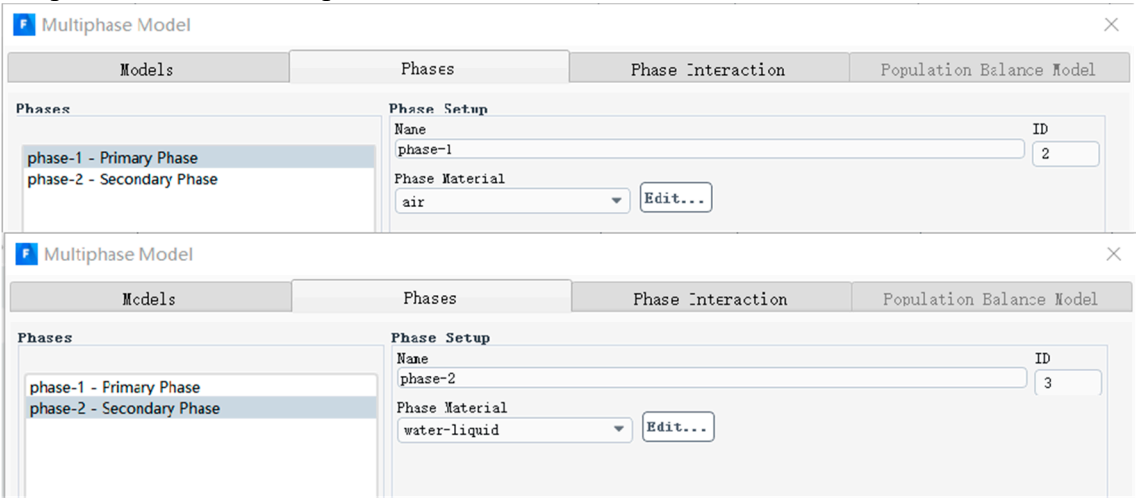 Multiphase Model
Models Phases Phase Interaction Population Balance Model
Phases Phase Setup
Name ID
phase-1 - Primary Phase phase-1 2
phase-2 - Secondary Phase Phase Material
air Edit...
Multiphase Model
Models Phases Phase Interaction Population Balance Model
Phases Phase Setup
Name ID
phase-1 - Primary Phase phase-2 3
phase-2 - Secondary Phase Phase Material
water-liquid Edit...